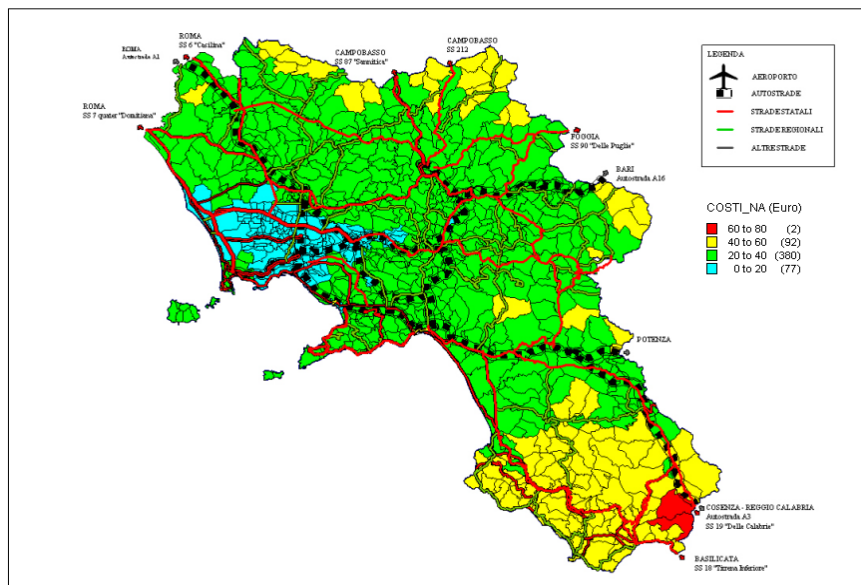 ROMA
SS 6 "Casilina"
ROMA
Autostrada A1
CAMPOBASSO
SS 87 "Sannitica"
CAMPOBASSO
SS 212
ROMA
SS 7 quater "Domitiana"
FOGGIA
SS 90 "Delle Puglie"
BARI
Autostrada A16
POTENZA
COSENZA - REGGIO CALABRIA
Autostrada A3
SS 19 "Delle Calabrie"
BASILICATA
SS 18 "Tirrena Inferiore"
LEGENDA
AEROPORTO
AUTOSTRADE
STRADE STATALI
STRADE REGIONALI
ALTRE STRADE
COSTI_NA (Euro)
60 to 80 (2)
40 to 60 (92)
20 to 40 (380)
0 to 20 (77)